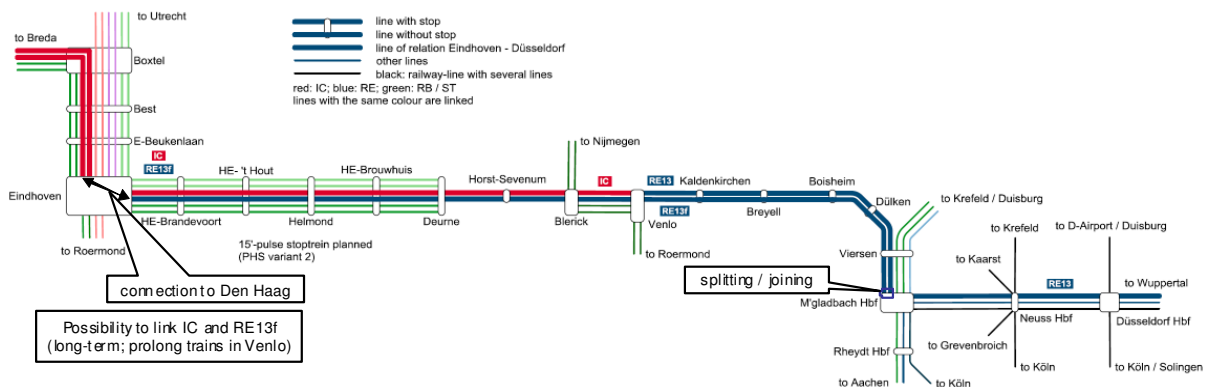 to Utrecht
to Breda
Boxtel
Best
E-Beukenlaan
line with stop
line without stop
line of relation Eindhoven - Düsseldorf
other lines
black: railway-line with several lines
red: IC; blue: RE; green: RB / ST
lines with the same colour are linked
IC
RE13f
HE- 't Hout
HE-Brouwhuis
Eindhoven
HE-Brandevoort
Helmond
Deurne
to Roermond
15'-pulse stoptrein planned
(PHS variant 2)
Horst-Sevenum
to Nijmegen
IC
Blerick
Venlo
to Roermond
RE13
RE13f
Kaldenkirchen
Breyell
Boisheim
Dülken
to Krefeld / Duisburg
Viersen
to Krefeld
to D-Airport / Duisburg
to Kaarst
RE13
to Wuppertal
M'gladbach Hbf
Neuss Hbf
Düsseldorf Hbf
to Grevenbroich
Rheydt Hbf
to Aachen
to Köln
to Köln
to Köln / Solingen
connection to Den Haag
Possibility to link IC and RE13f
(long-term; prolong trains in Venlo)
splitting / joining